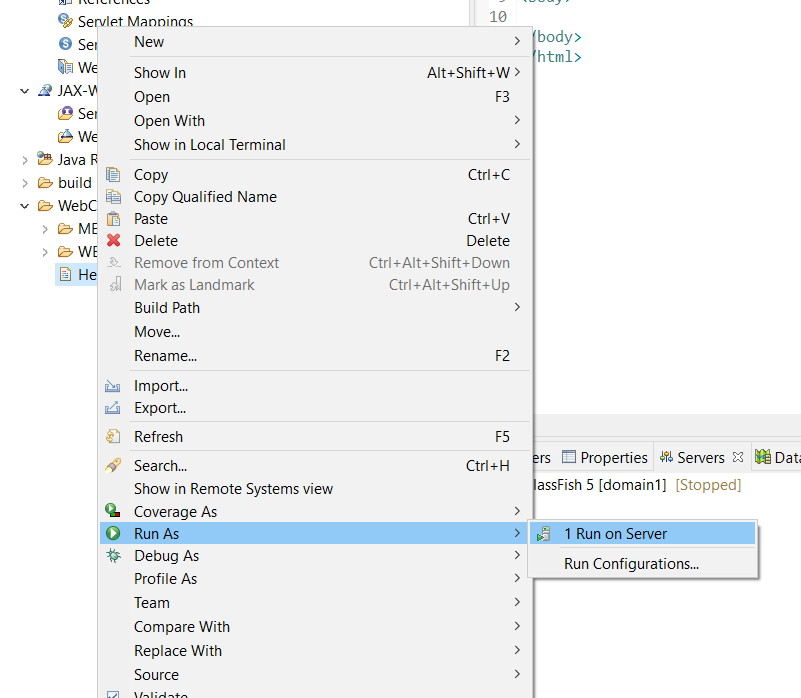 References
Servlet Mappings
Ser
We
JAX-W
Ser
We
Java R
build
WebC
ME
WE
He
New
Show In Alt+Shift+W
Open F3
Open With
Show in Local Terminal
Copy Ctrl+C
Copy Qualified Name
Paste Ctrl+V
Delete Delete
Remove from Context Ctrl+Alt+Shift+Down
Mark as Landmark Ctrl+Alt+Shift+Up
Build Path
Move...
Rename... F2
Import...
Export...
Refresh F5
Search... Ctrl+H
Show in Remote Systems view
Coverage As
Run As
Debug As
Profile As
Team
Compare With
Replace With
Source
Validate
1 Run on Server
Run Configurations...
9 <body>
10
/body>
/html>
ers Properties Servers Data
lassFish 5 [domain1] [Stopped]